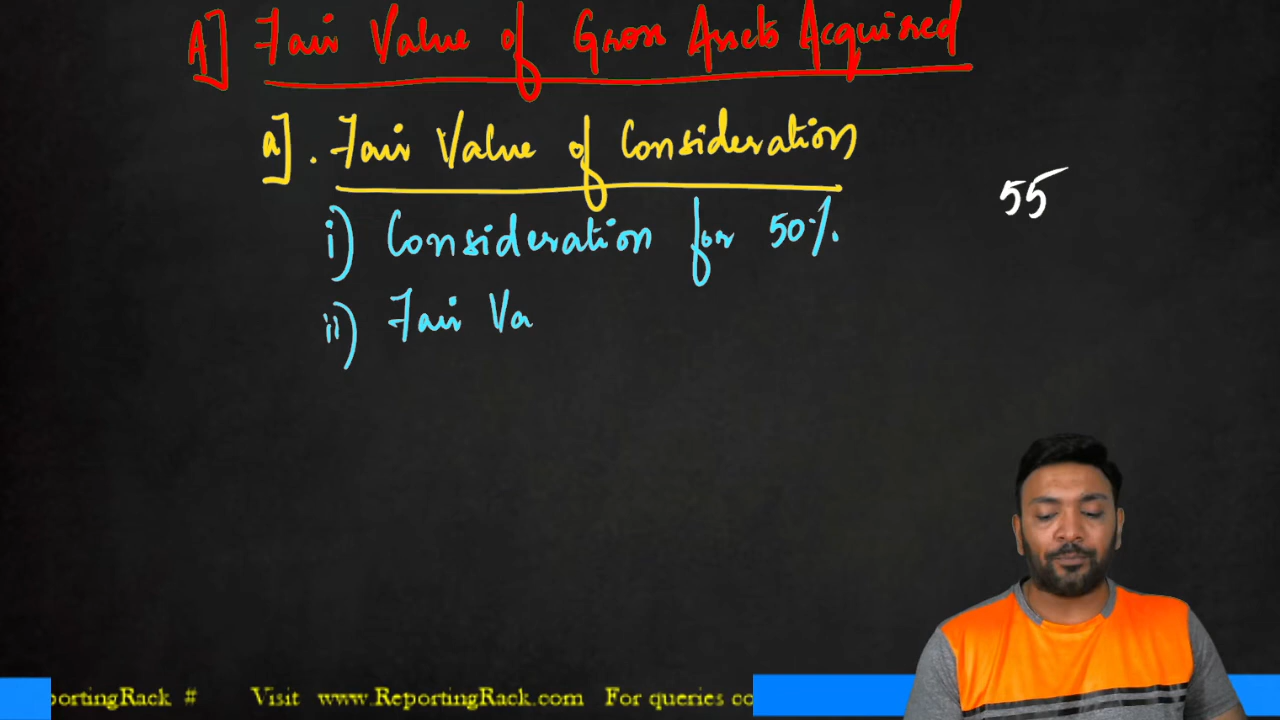 A] Fair Value of Gross Assets Acquired
a]. Fair Value of Consideration
i) Consideration for 50%. 55
ii) Fair Va
portingRack # Visit www.ReportingRack.com For queries co